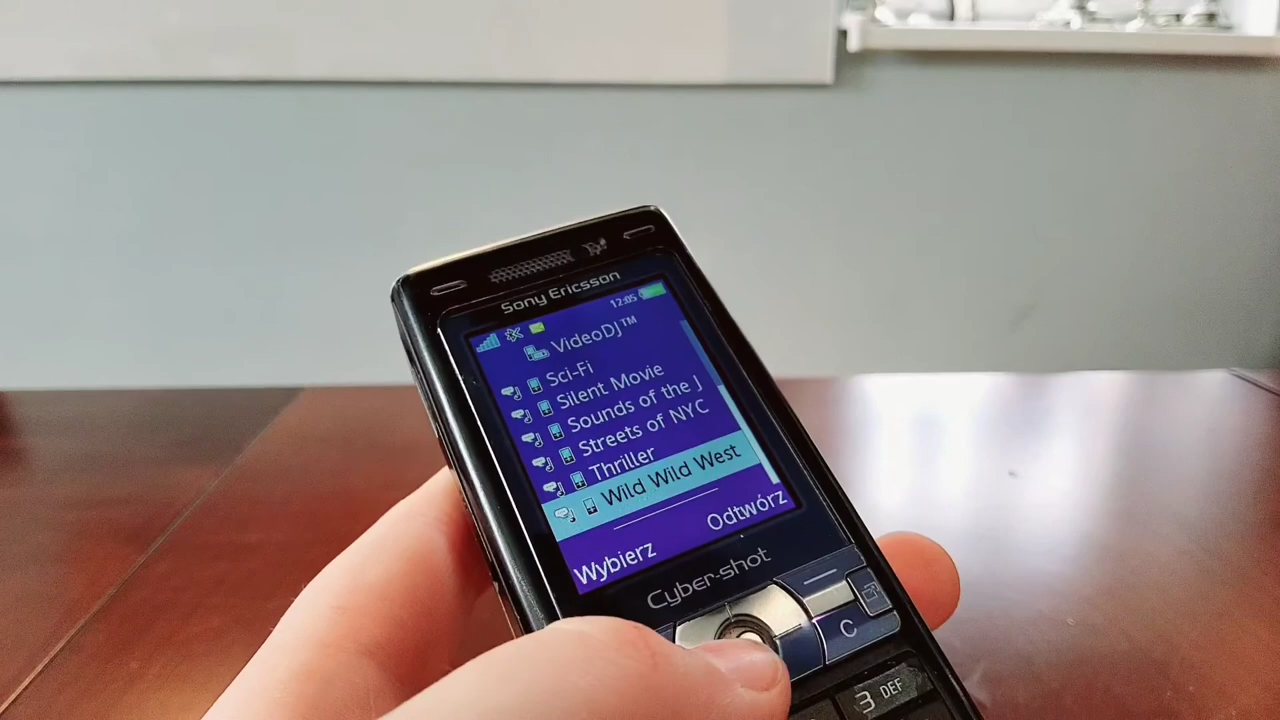 Sony Ericsson
12:05
VideoDJ™
Sci-Fi
Silent Movie
Sounds of the J
Streets of NYC
Thriller
Wild Wild West
Wybierz Odtwórz
Cyber-shot
C
3 DEF